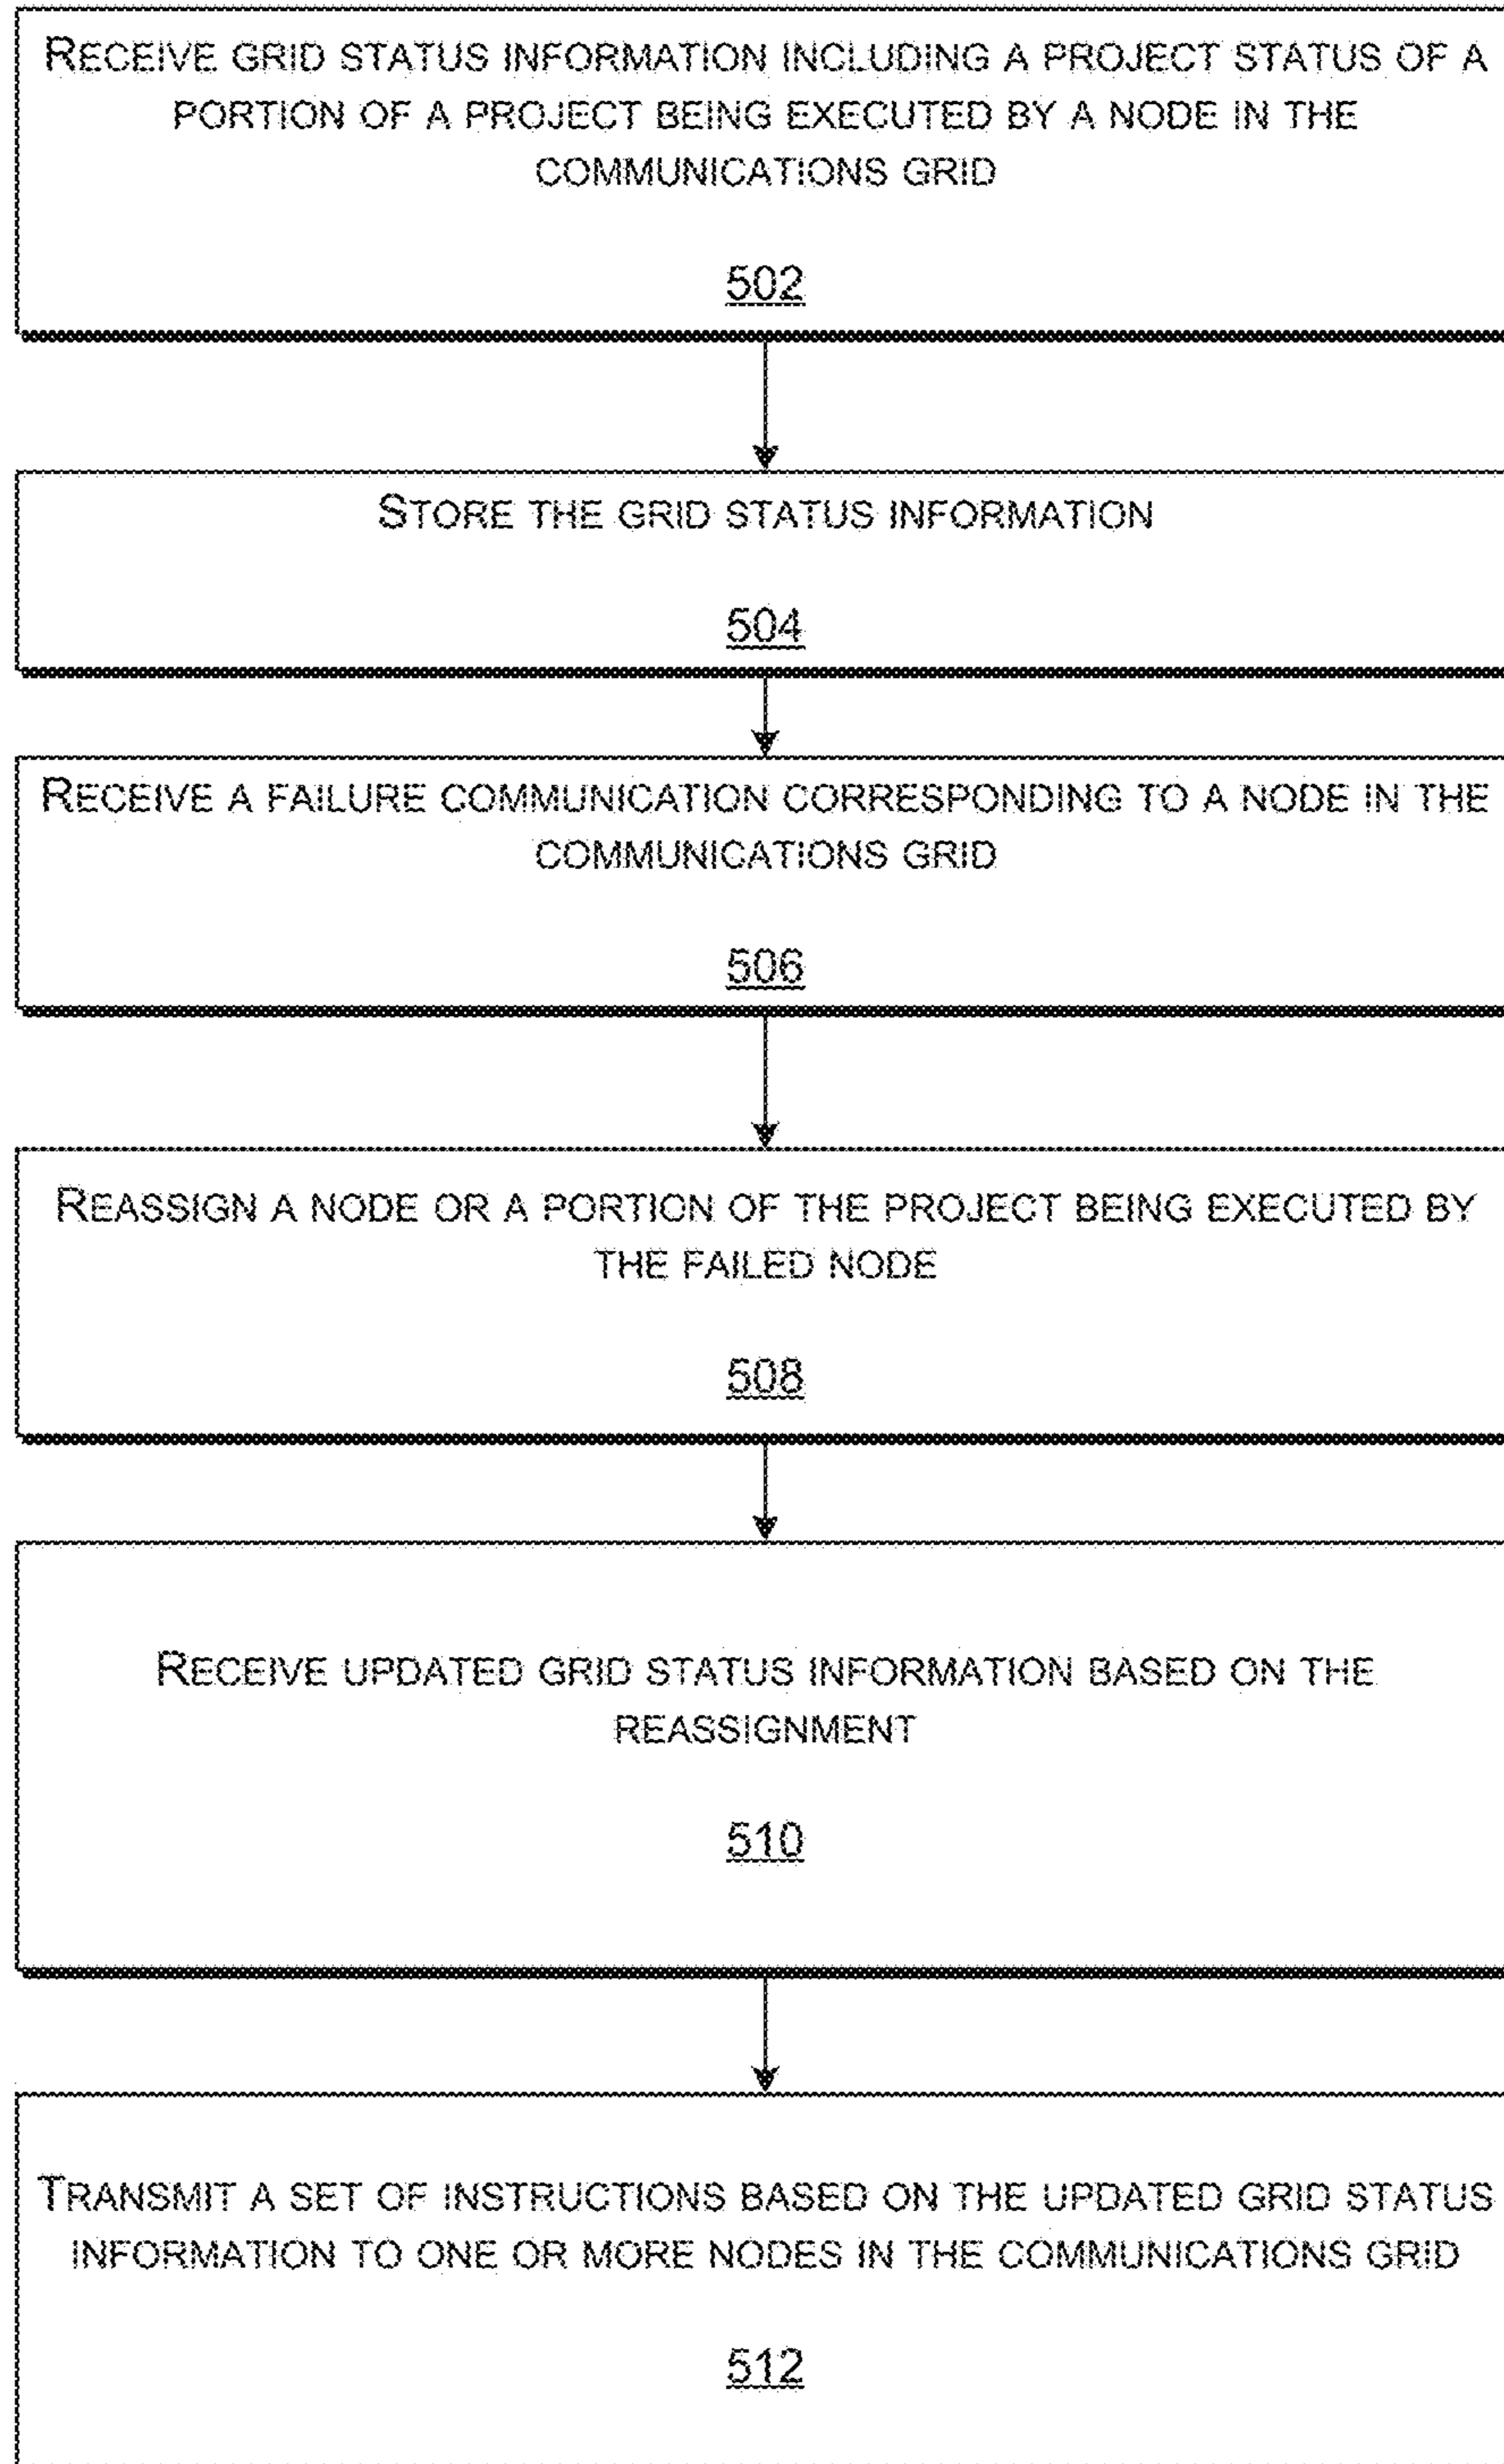 RECEIVE GRID STATUS INFORMATION INCLUDING A PROJECT STATUS OF A
PORTION OF A PROJECT BEING EXECUTED BY A NODE IN THE
COMMUNICATIONS GRID
502
STORE THE GRID STATUS INFORMATION
504
RECEIVE A FAILURE COMMUNICATION CORRESPONDING TO A NODE IN THE
COMMUNICATIONS GRID
506
REASSIGN A NODE OR A PORTION OF THE PROJECT BEING EXECUTED BY
THE FAILED NODE
508
RECEIVE UPDATED GRID STATUS INFORMATION BASED ON THE
REASSIGNMENT
510
TRANSMIT A SET OF INSTRUCTIONS BASED ON THE UPDATED GRID STATUS
INFORMATION TO ONE OR MORE NODES IN THE COMMUNICATIONS GRID
512